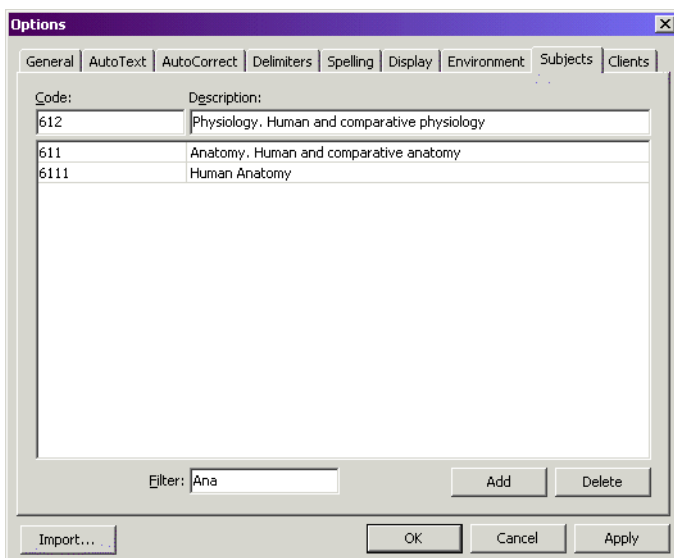 Options
General AutoText AutoCorrect Delimiters Spelling Display Environment Subjects Clients
Code: Description:
612 Physiology. Human and comparative physiology
611 Anatomy. Human and comparative anatomy
6111 Human Anatomy
Filter: Ana Add Delete
Import... OK Cancel Apply